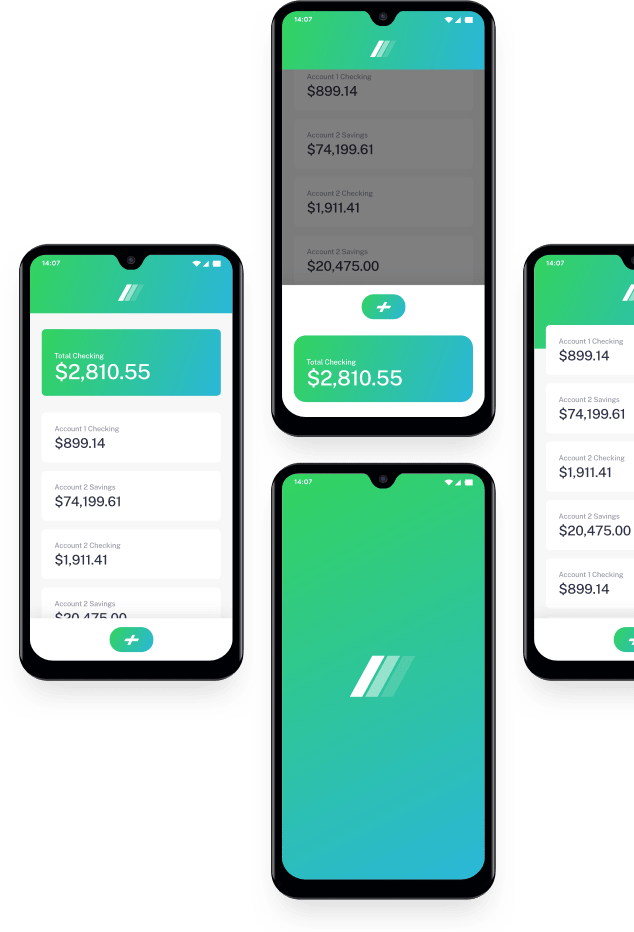 14:07
Total Checking
$2,810.55
Account 1 Checking
$899.14
Account 2 Savings
$74,199.61
Account 2 Checking
$1,911.41
Account 2 Savings
$20,475.00
14:07
Account 1 Checking
$899.14
Account 2 Savings
$74,199.61
Account 2 Checking
$1,911.41
Account 2 Savings
$20,475.00
Total Checking
$2,810.55
14:07
14:07
Account 1 Checking
$899.14
Account 2 Savings
$74,199.61
Account 2 Checking
$1,911.41
Account 2 Savings
$20,475.00
Account 1 Checking
$899.14